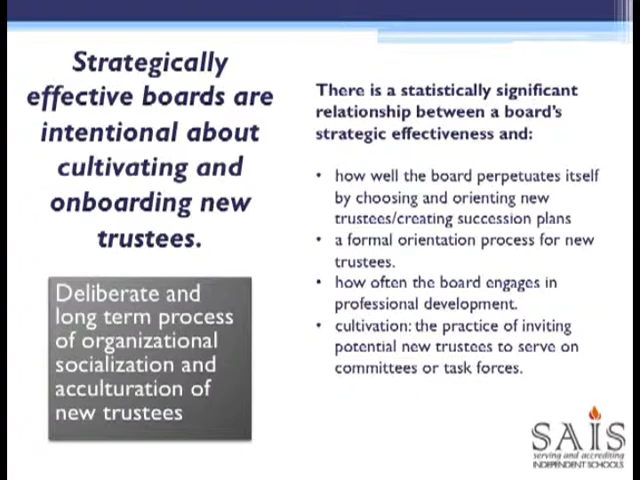 Strategically
effective boards are
intentional about
cultivating and
onboarding new
trustees.
Deliberate and
long term process
of organizational
socialization and
acculturation of
new trustees
There is a statistically significant
relationship between a board's
strategic effectiveness and:
• how well the board perpetuates itself
by choosing and orienting new
trustees/creating succession plans
• a formal orientation process for new
trustees.
• how often the board engages in
professional development.
• cultivation: the practice of inviting
potential new trustees to serve on
committees or task forces.
SAIS
serving and accrediting
INDEPENDENT SCHOOLS